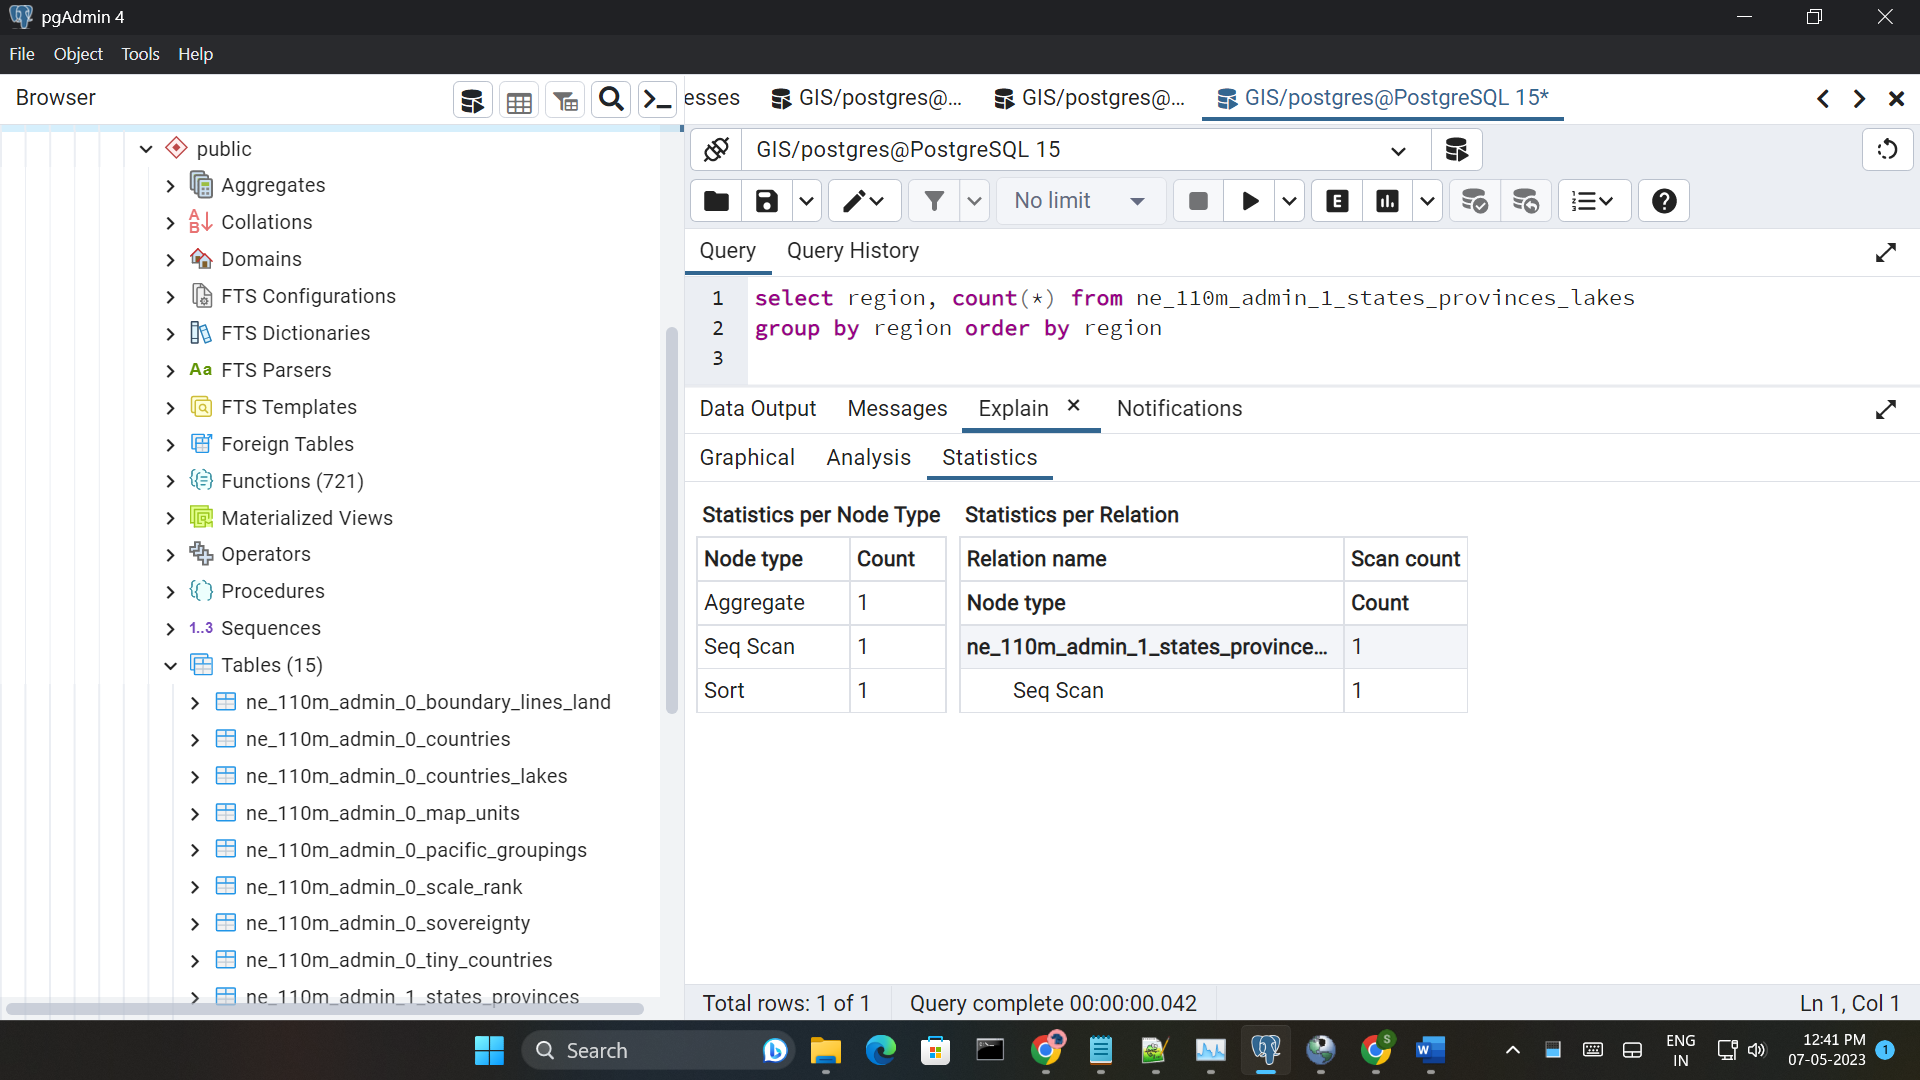 pgAdmin 4
File Object Tools Help
Browser
esses GIS/postgres@... GIS/postgres@... GIS/postgres@PostgreSQL 15*
public
GIS/postgres@PostgreSQL 15
Aggregates
No limit
E
Collations
Query Query History
Domains
FTS Configurations
1 select region, count(*) from ne_110m_admin_1_states_provinces_lakes
2 group by region order by region
3
FTS Dictionaries
Aa FTS Parsers
FTS Templates
Data Output Messages Explain Notifications
Foreign Tables
Graphical Analysis Statistics
Functions (721)
Materialized Views
Statistics per Node Type Statistics per Relation
Operators
Node type Count Relation name Scan count
Procedures
Aggregate 1 Node type Count
1..3 Sequences
Seq Scan 1 ne_110m_admin_1_states_province... 1
Tables (15)
Sort 1 Seq Scan 1
ne_110m_admin_0_boundary_lines_land
ne_110m_admin_0_countries
ne_110m_admin_0_countries_lakes
ne_110m_admin_0_map_units
ne_110m_admin_0_pacific_groupings
ne_110m_admin_0_scale_rank
ne_110m_admin_0_sovereignty
ne_110m_admin_0_tiny_countries
ne_110m_admin_1_states_provinces
Total rows: 1 of 1 Query complete 00:00:00.042 Ln 1, Col 1
Search
S
W
ENG
IN
12:41 PM
07-05-2023
1